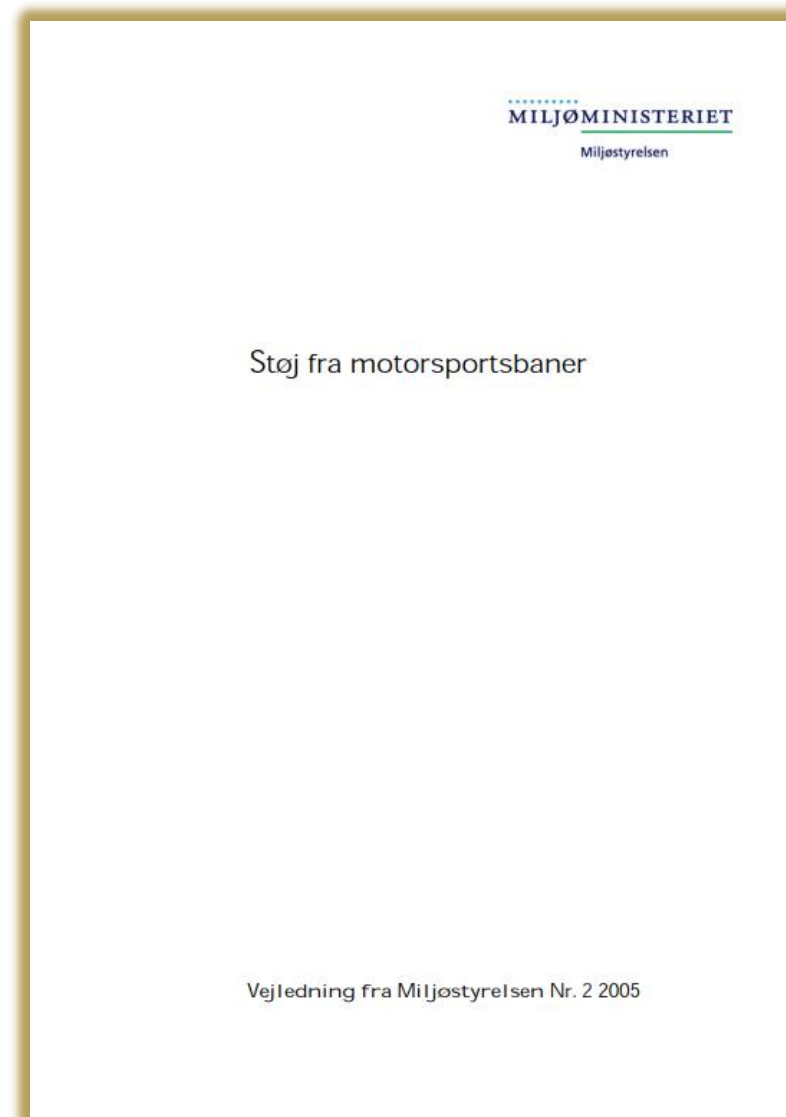 MILJØMINISTERIET
Miljøstyrelsen
Støj fra motorsportsbaner
Vejledning fra Miljøstyrelsen Nr. 2 2005